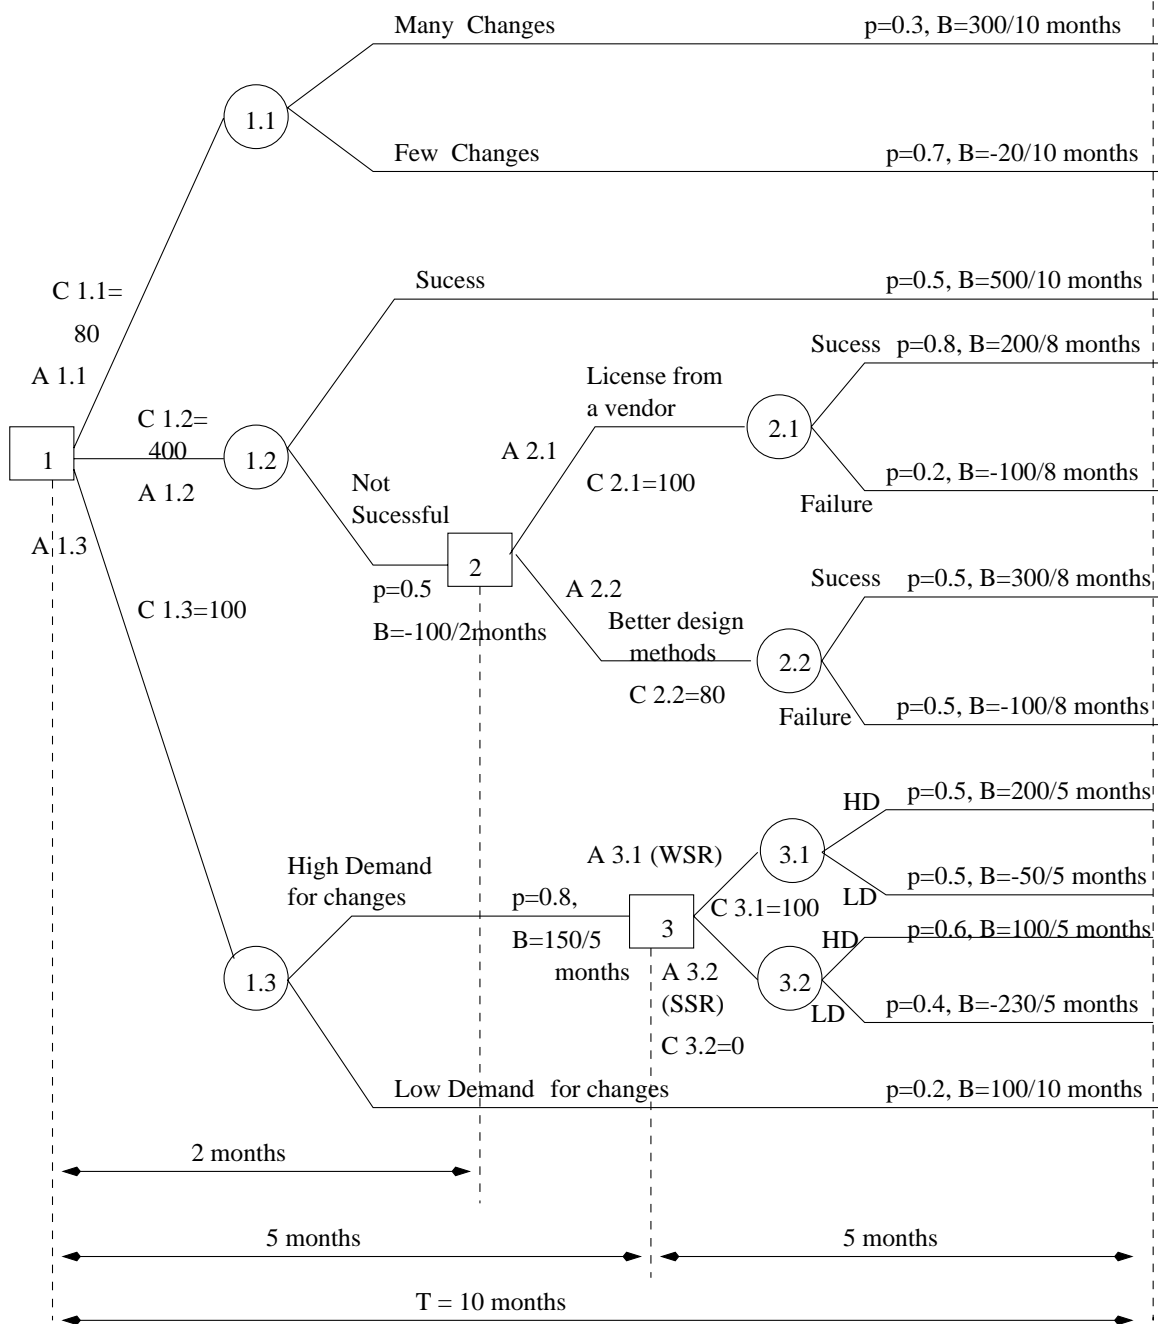 Many Changes
p=0.3, B=300/10 months
1.1
Few Changes
p=0.7, B=-20/10 months
C 1.1=
80
A 1.1
Sucess
p=0.5, B=500/10 months
Sucess
p=0.8, B=200/8 months
License from
a vendor
2.1
C 1.2=
400
1
1.2
A 1.2
A 2.1
C 2.1=100
p=0.2, B=-100/8 months
Failure
Not
Sucessful
A 1.3
2
p=0.5
B=-100/2months
A 2.2
Sucess
p=0.5, B=300/8 months
C 1.3=100
Better design
methods
2.2
C 2.2=80
Failure
p=0.5, B=-100/8 months
HD
p=0.5, B=200/5 months
A 3.1 (WSR)
3.1
High Demand
for changes
p=0.8,
B=150/5
months
LD
p=0.5, B=-50/5 months
C 3.1=100
3
HD
p=0.6, B=100/5 months
A 3.2
(SSR)
3.2
1.3
LD
p=0.4, B=-230/5 months
C 3.2=0
Low Demand for changes
p=0.2, B=100/10 months
2 months
5 months
5 months
T = 10 months